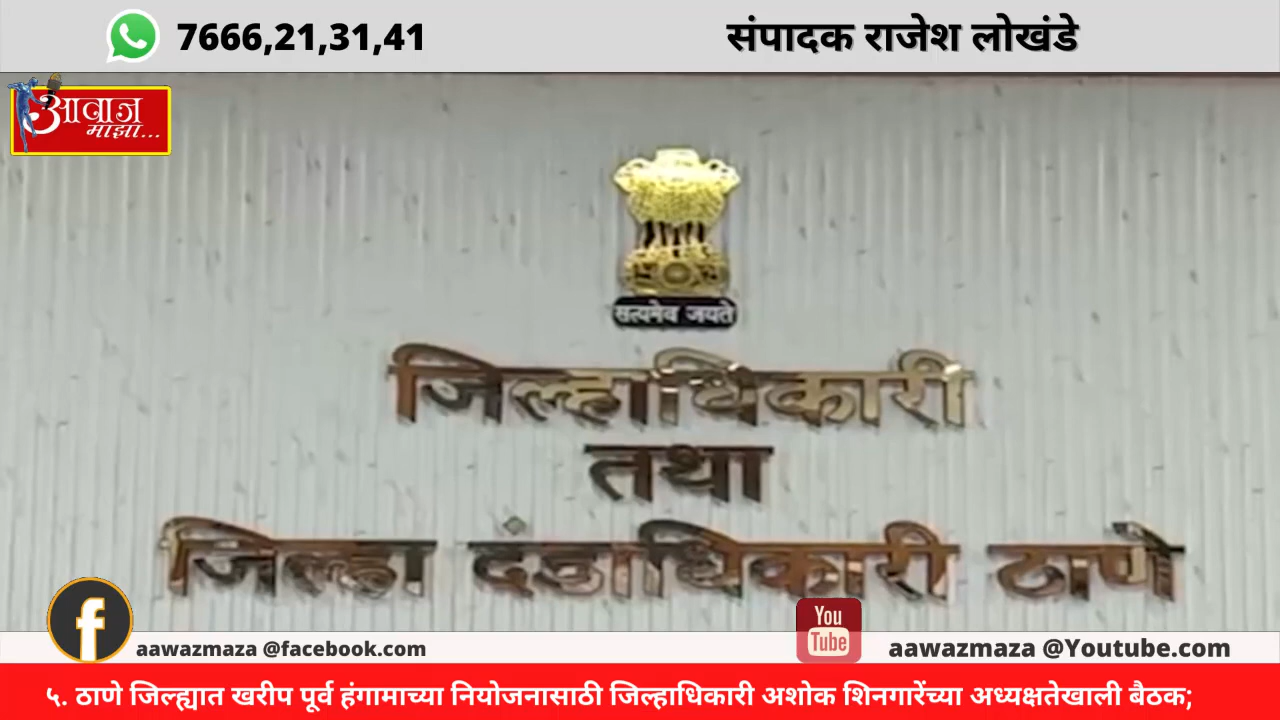 7666,21,31,41
संपादक राजेश लोखंडे
आवाज
माझा...
सत्यमेव जयते
जिल्हाधिकारी
तथा
जिल्हा दंडाधिकारी ठाणे
aawazmaza @facebook.com
You
Tube
aawazmaza @Youtube.com
५. ठाणे जिल्ह्यात खरीप पूर्व हंगामाच्या नियोजनासाठी जिल्हाधिकारी अशोक शिनगारेंच्या अध्यक्षतेखाली बैठक;